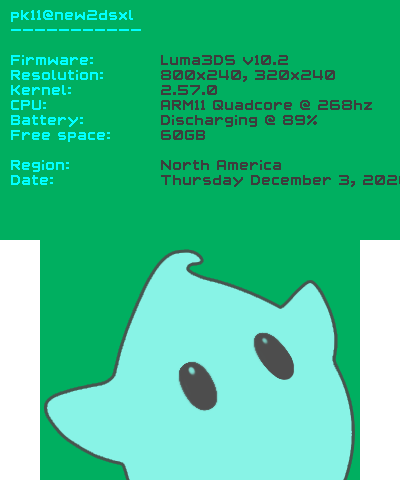 pk11@new2dsxl
-------------
Firmware: Luma3DS v10.2
Resolution: 800x240, 320x240
Kernel: 2.57.0
CPU: ARM11 Quadcore @ 268hz
Battery: Discharging @ 89%
Free space: 60GB
Region: North America
Date: Thursday December 3, 202